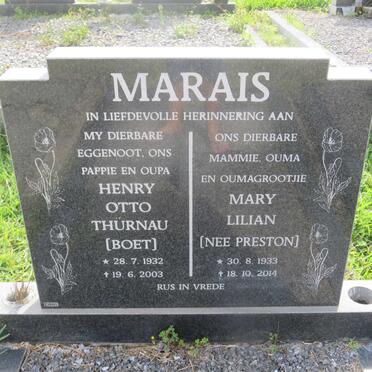 MARAIS
IN LIEFDEVOLLE HERINNERING AAN
MY DIERBARE
EGGENOOT, ONS
PAPPIE EN OUPA
HENRY
OTTO
THÜRNAU
[BOET]
* 28. 7. 1932
✝ 19. 6. 2003
ONS DIERBARE
MAMMIE, OUMA
EN OUMAGROOTJIE
MARY
LILIAN
[NEE PRESTON]
* 30. 8. 1933
✝ 18. 10. 2014
RUS IN VREDE